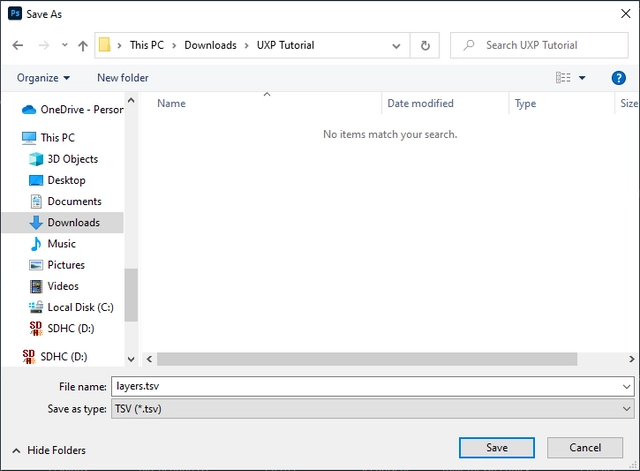 Ps Save As
This PC Downloads UXP Tutorial Search UXP Tutorial
Organize New folder ?
Name Date modified Type Size
OneDrive - Person
No items match your search.
This PC
3D Objects
Desktop
Documents
Downloads
Music
Pictures
Videos
Local Disk (C:)
SDHC (D:)
SDHC (D:)
File name: layers.tsv
Save as type: TSV (*.tsv)
Hide Folders Save Cancel